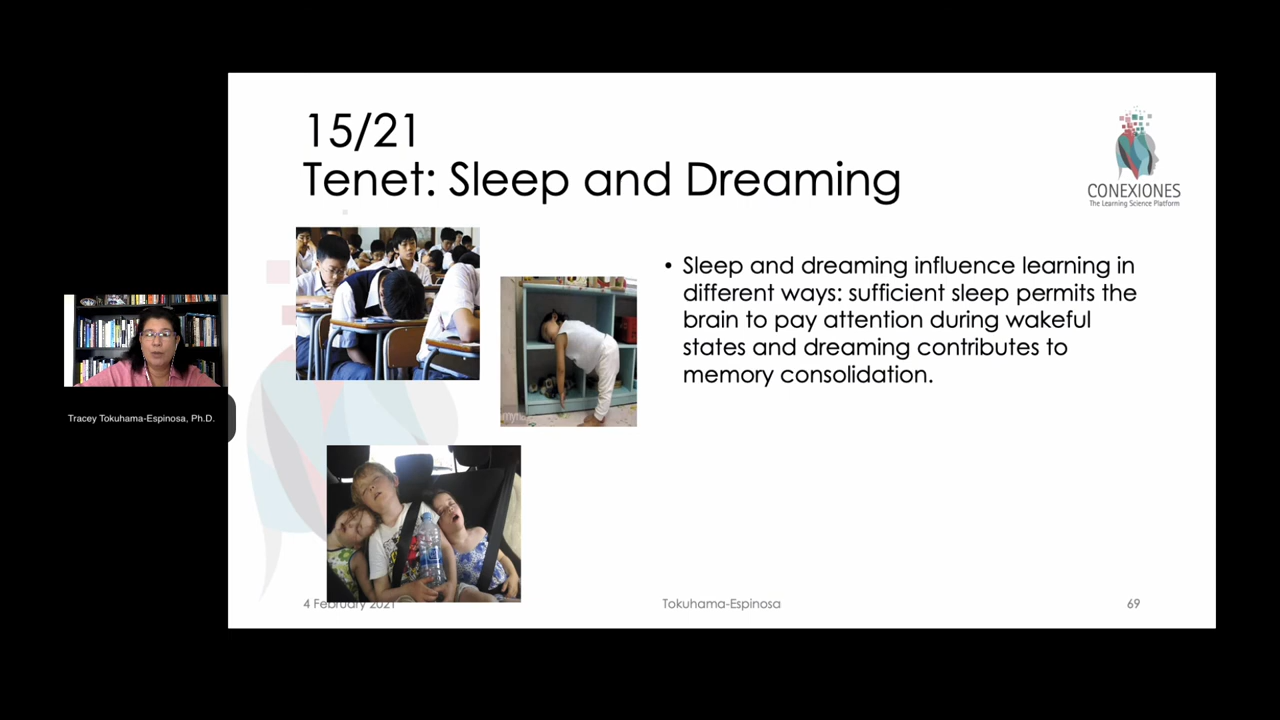 15/21
Tenet: Sleep and Dreaming
CONEXIONES
The Learning Science Platform
• Sleep and dreaming influence learning in
different ways: sufficient sleep permits the
brain to pay attention during wakeful
states and dreaming contributes to
memory consolidation.
Tracey Tokuhama-Espinosa, Ph.D.
4 February 2021
Tokuhama-Espinosa
69